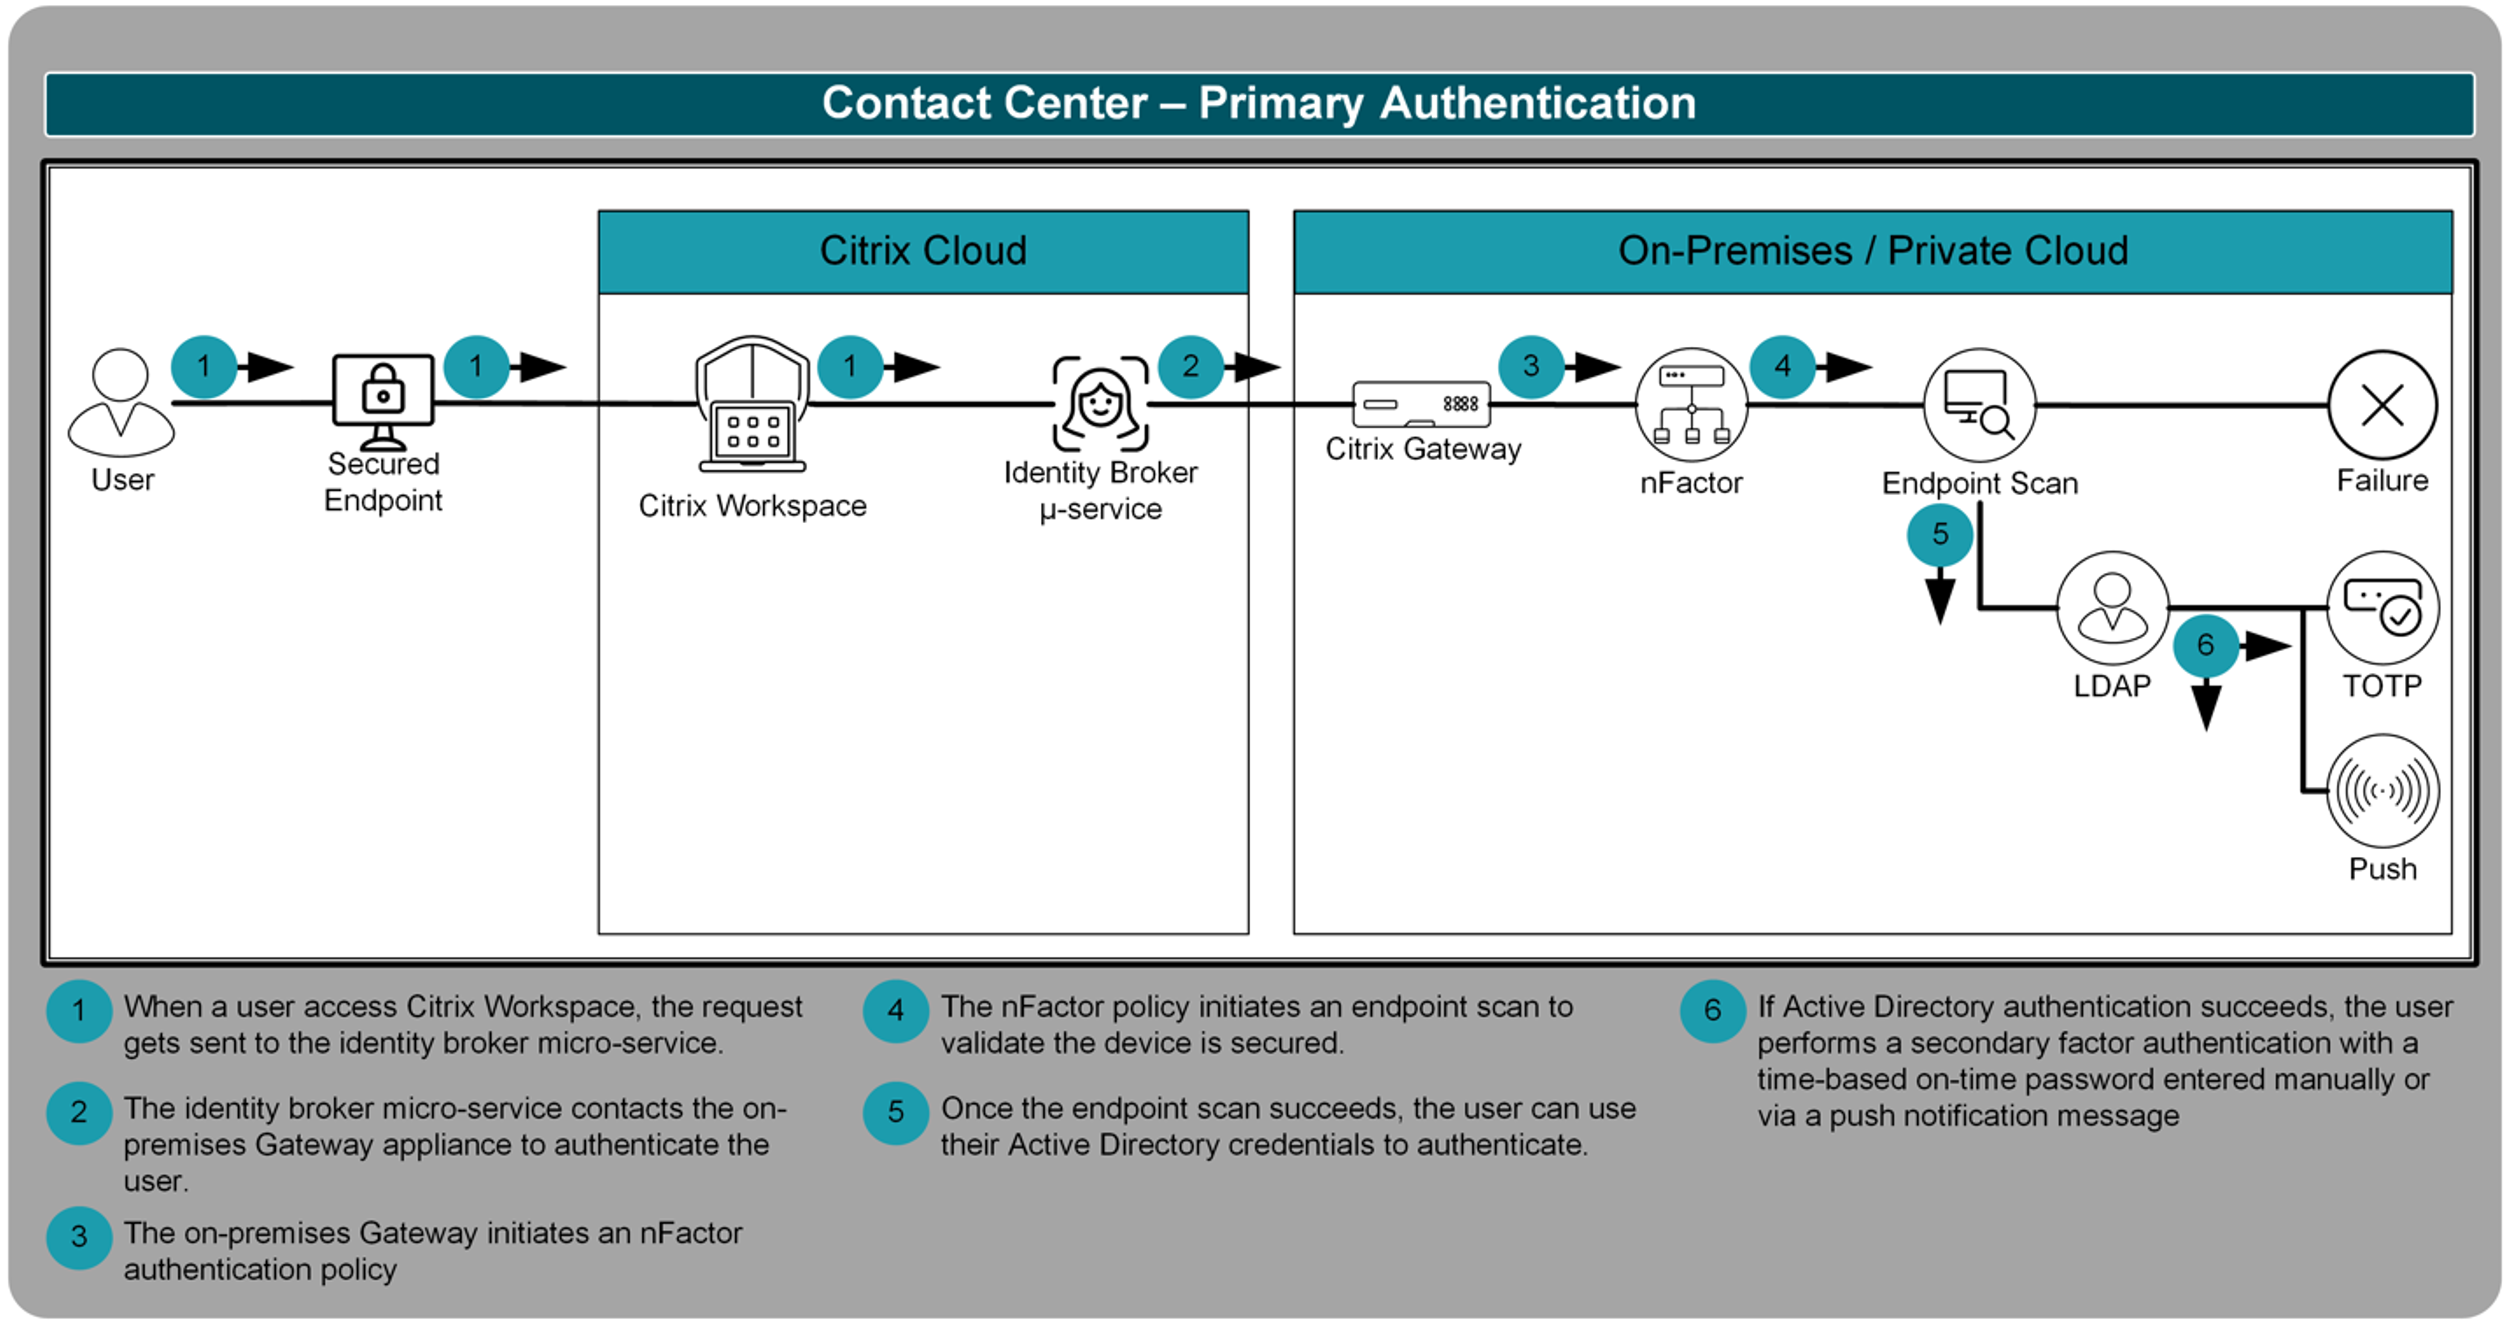 Contact Center – Primary Authentication
Citrix Cloud
On-Premises / Private Cloud
1
1
1
2
3
4
User
Secured
Endpoint
Citrix Workspace
Identity Broker
µ-service
Citrix Gateway
nFactor
Endpoint Scan
Failure
5
6
LDAP
TOTP
Push
1
When a user access Citrix Workspace, the request
gets sent to the identity broker micro-service.
2
The identity broker micro-service contacts the on-
premises Gateway appliance to authenticate the
user.
3
The on-premises Gateway initiates an nFactor
authentication policy
4
The nFactor policy initiates an endpoint scan to
validate the device is secured.
5
Once the endpoint scan succeeds, the user can use
their Active Directory credentials to authenticate.
6
If Active Directory authentication succeeds, the user
performs a secondary factor authentication with a
time-based on-time password entered manually or
via a push notification message